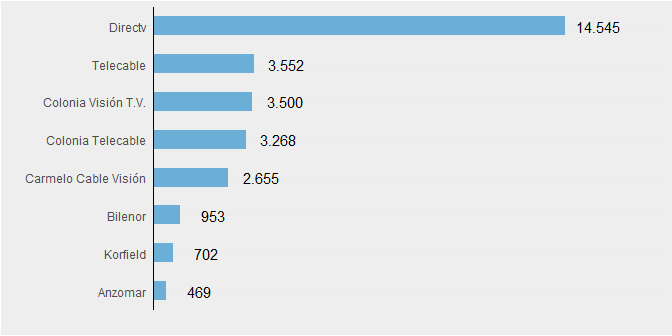 Directv 14.545
Telecable 3.552
Colonia Visión T.V. 3.500
Colonia Telecable 3.268
Carmelo Cable Visión 2.655
Bilenor 953
Korfield 702
Anzomar 469